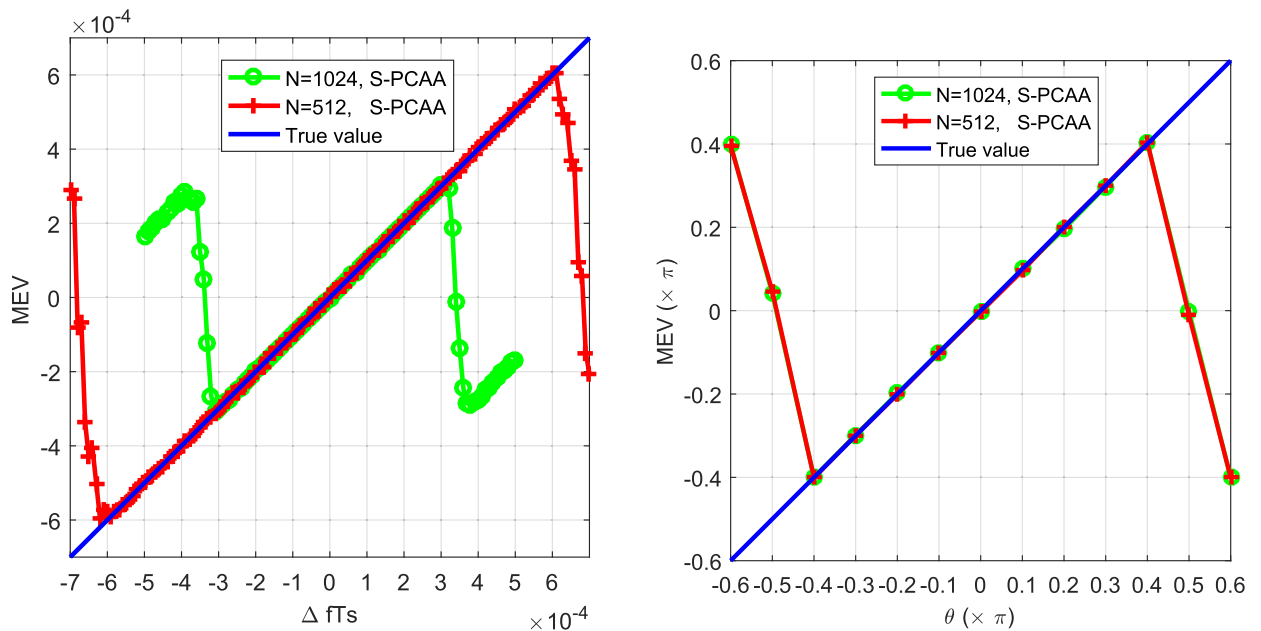 ×10⁻⁴
6
4
2
0
-2
-4
-6
MEV
N=1024, S-PCAA
N=512, S-PCAA
True value
-7 -6 -5 -4 -3 -2 -1 0 1 2 3 4 5 6 7
Δ fTs
×10⁻⁴
0.6
0.4
0.2
0
-0.2
-0.4
-0.6
MEV (× π)
N=1024, S-PCAA
N=512, S-PCAA
True value
-0.6 -0.5 -0.4 -0.3 -0.2 -0.1 0 0.1 0.2 0.3 0.4 0.5 0.6
θ (× π)